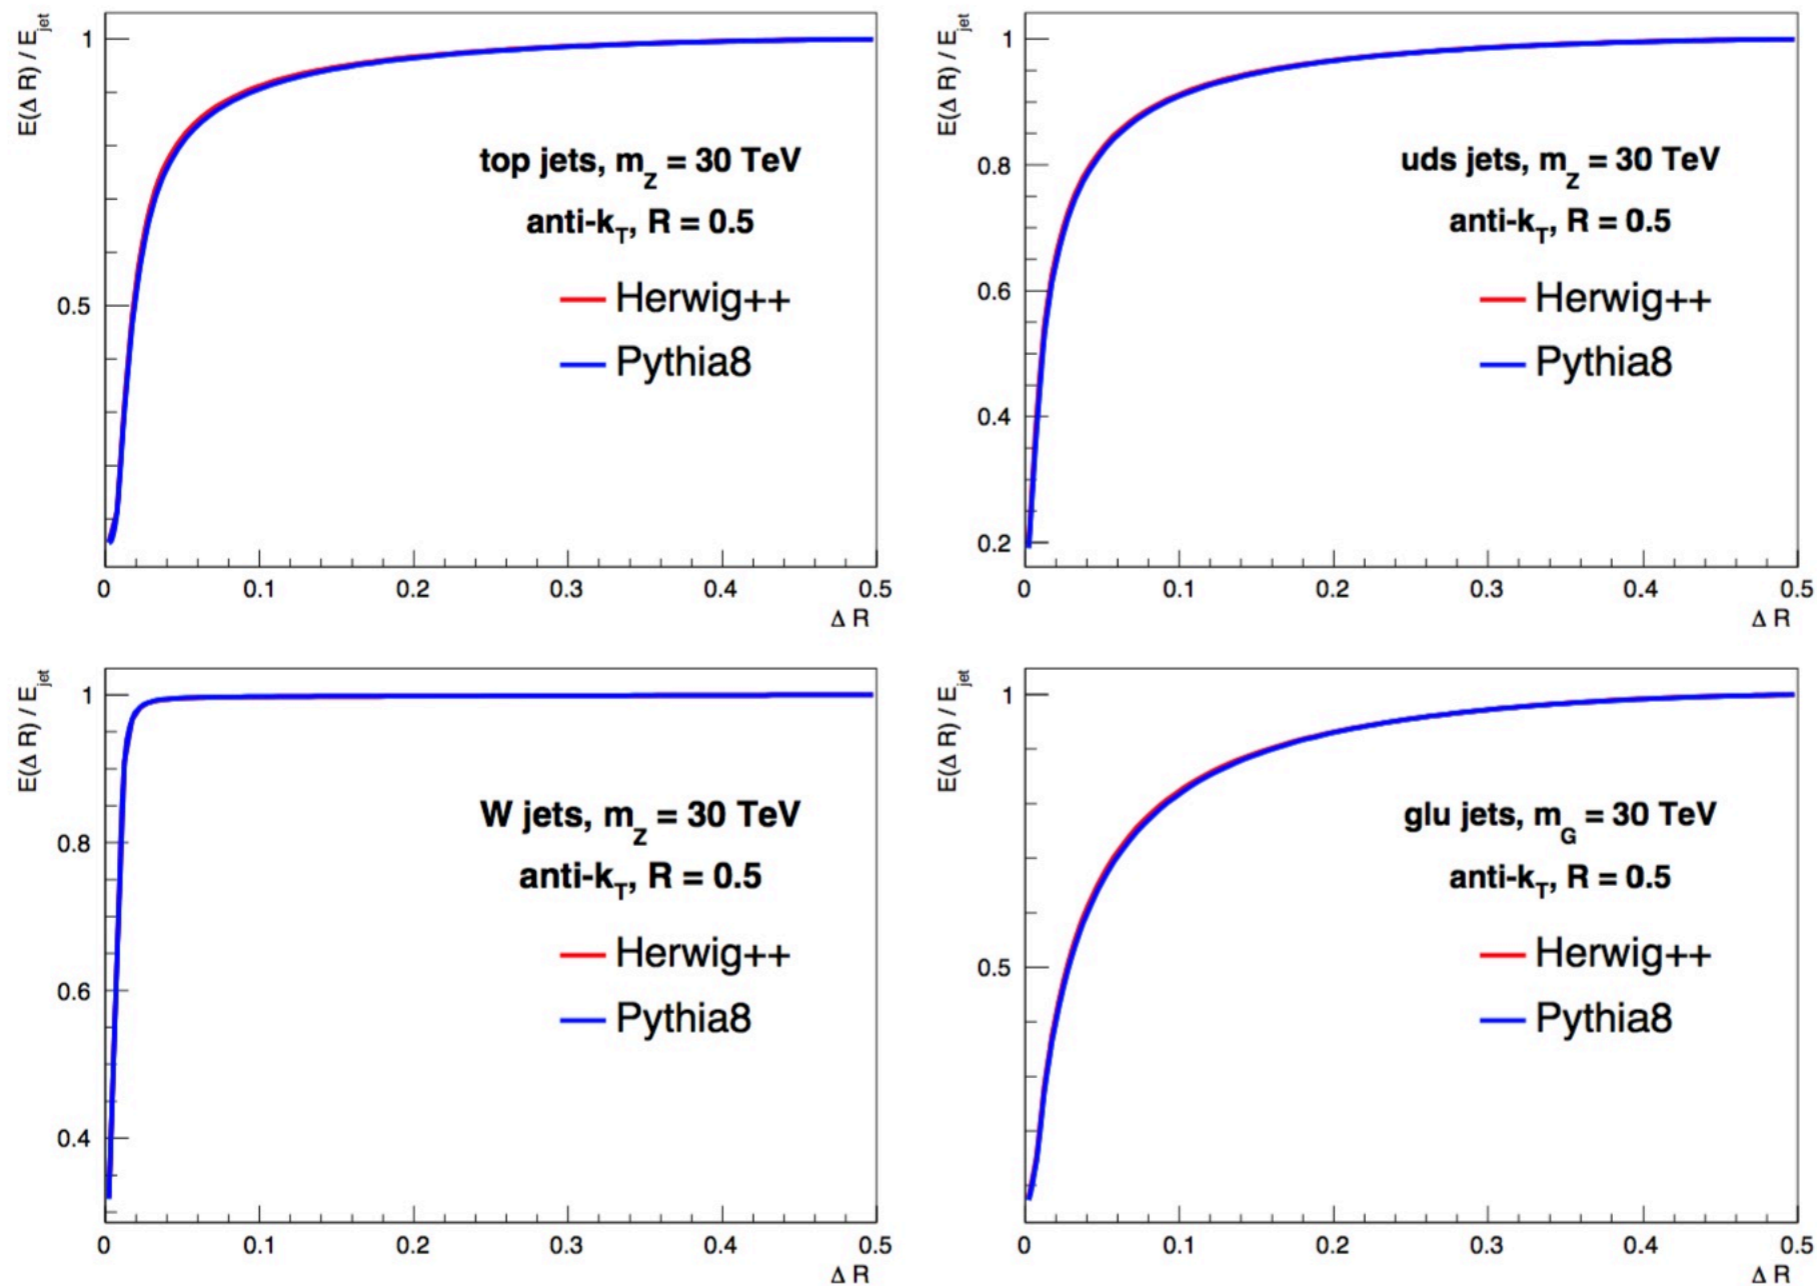 E(Δ R) / E_jet
1
0.5
top jets, m_Z = 30 TeV
anti-k_T, R = 0.5
Herwig++
Pythia8
0 0.1 0.2 0.3 0.4 0.5
Δ R
E(Δ R) / E_jet
1
0.8
0.6
0.4
0.2
uds jets, m_Z = 30 TeV
anti-k_T, R = 0.5
Herwig++
Pythia8
0 0.1 0.2 0.3 0.4 0.5
Δ R
E(Δ R) / E_jet
1
0.8
0.6
0.4
W jets, m_Z = 30 TeV
anti-k_T, R = 0.5
Herwig++
Pythia8
0 0.1 0.2 0.3 0.4 0.5
Δ R
E(Δ R) / E_jet
1
0.5
glu jets, m_G = 30 TeV
anti-k_T, R = 0.5
Herwig++
Pythia8
0 0.1 0.2 0.3 0.4 0.5
Δ R